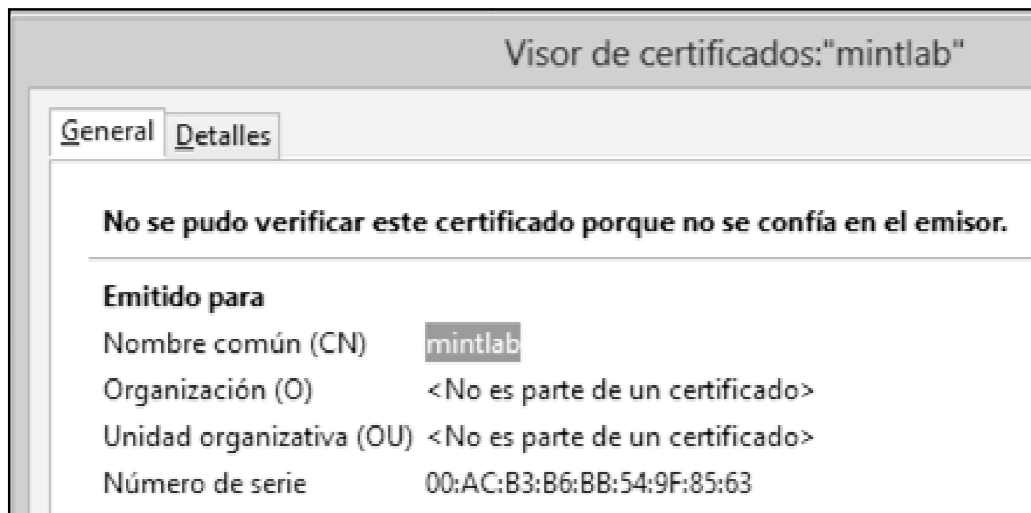 Visor de certificados:"mintlab"
General Detalles
No se pudo verificar este certificado porque no se confía en el emisor.
Emitido para
Nombre común (CN) mintlab
Organización (O) <No es parte de un certificado>
Unidad organizativa (OU) <No es parte de un certificado>
Número de serie 00:AC:B3:B6:BB:54:9F:85:63